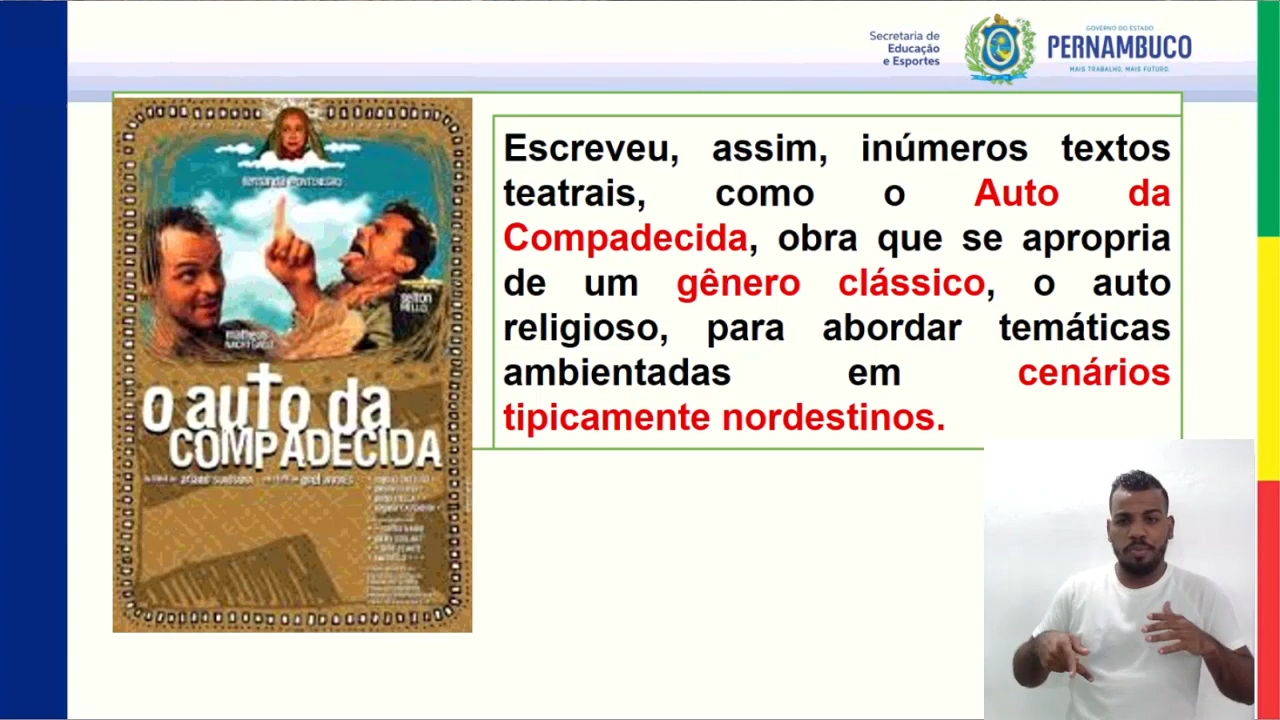 Secretaria de
Educação
e Esportes
GOVERNO DO ESTADO
PERNAMBUCO
MAIS TRABALHO, MAIS FUTURO.
fernanda MONTENEGRO
selton
MELLO
matheus
NACHTERGAELE
o auto da
COMPADECIDA
Escreveu, assim, inúmeros textos
teatrais, como o Auto da
Compadecida, obra que se apropria
de um gênero clássico, o auto
religioso, para abordar temáticas
ambientadas em cenários
tipicamente nordestinos.